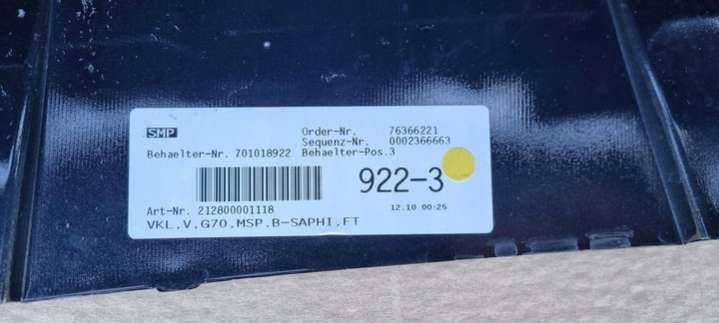 SMP
Order-Nr. 76366221
Sequenz-Nr. 0002366663
Behaelter-Nr. 701018922 Behaelter-Pos.3
922-3
Art-Nr. 212800001118
12.10 00:26
VKL,V,G70,MSP,B-SAPHI,FT